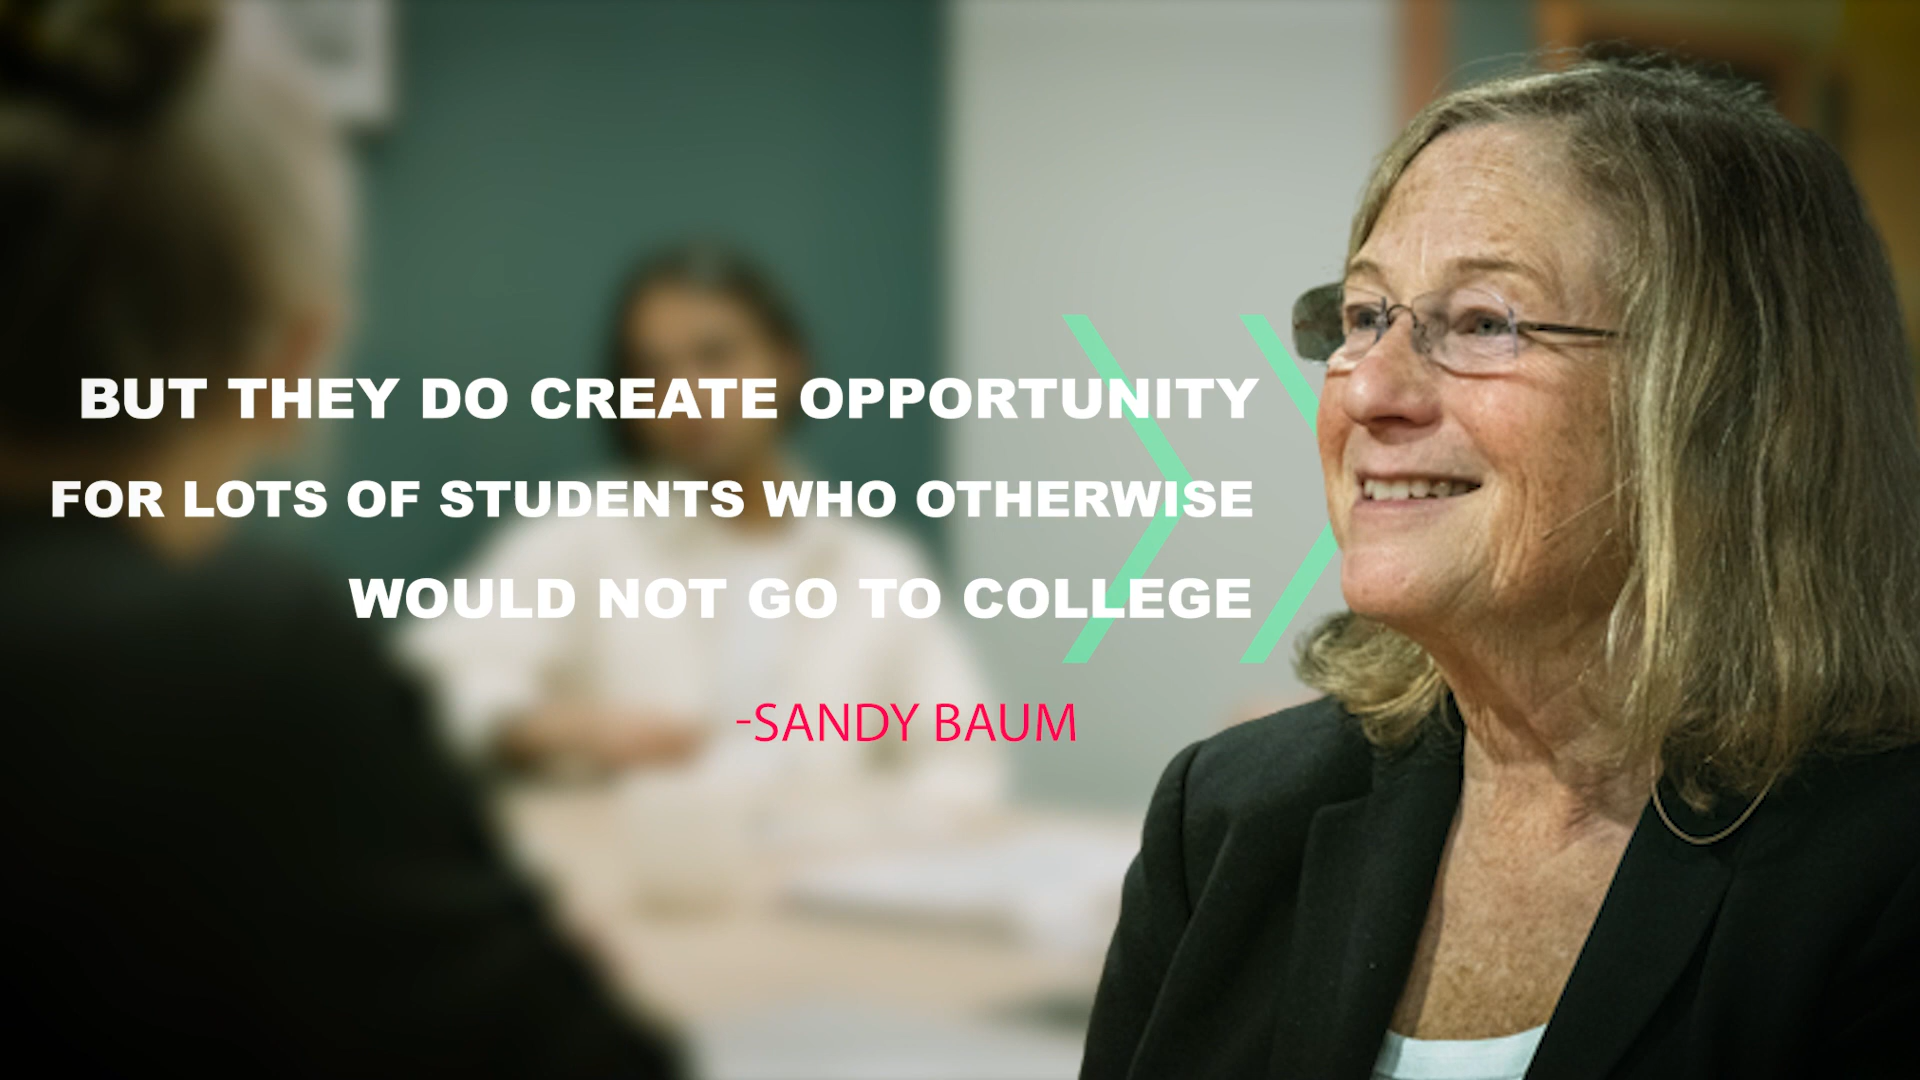 BUT THEY DO CREATE OPPORTUNITY
FOR LOTS OF STUDENTS WHO OTHERWISE
WOULD NOT GO TO COLLEGE
-SANDY BAUM